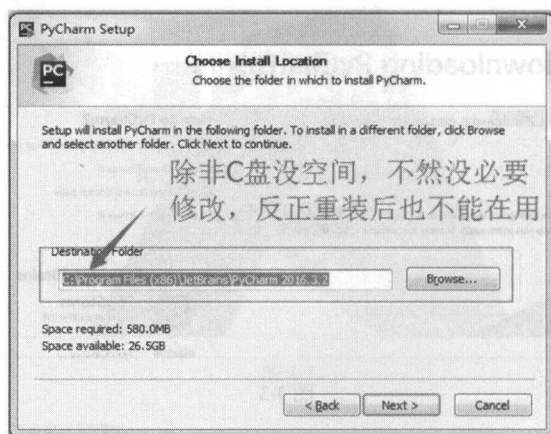 PyCharm Setup
PC
Choose Install Location
Choose the folder in which to install PyCharm.
Setup will install PyCharm in the following folder. To install in a different folder, click Browse
and select another folder. Click Next to continue.
除非C盘没空间，不然没必要
修改，反正重装后也不能在用
Destination Folder
C:\Program Files (x86)\JetBrains\PyCharm 2016.3.2
Browse...
Space required: 580.0MB
Space available: 26.5GB
< Back
Next >
Cancel